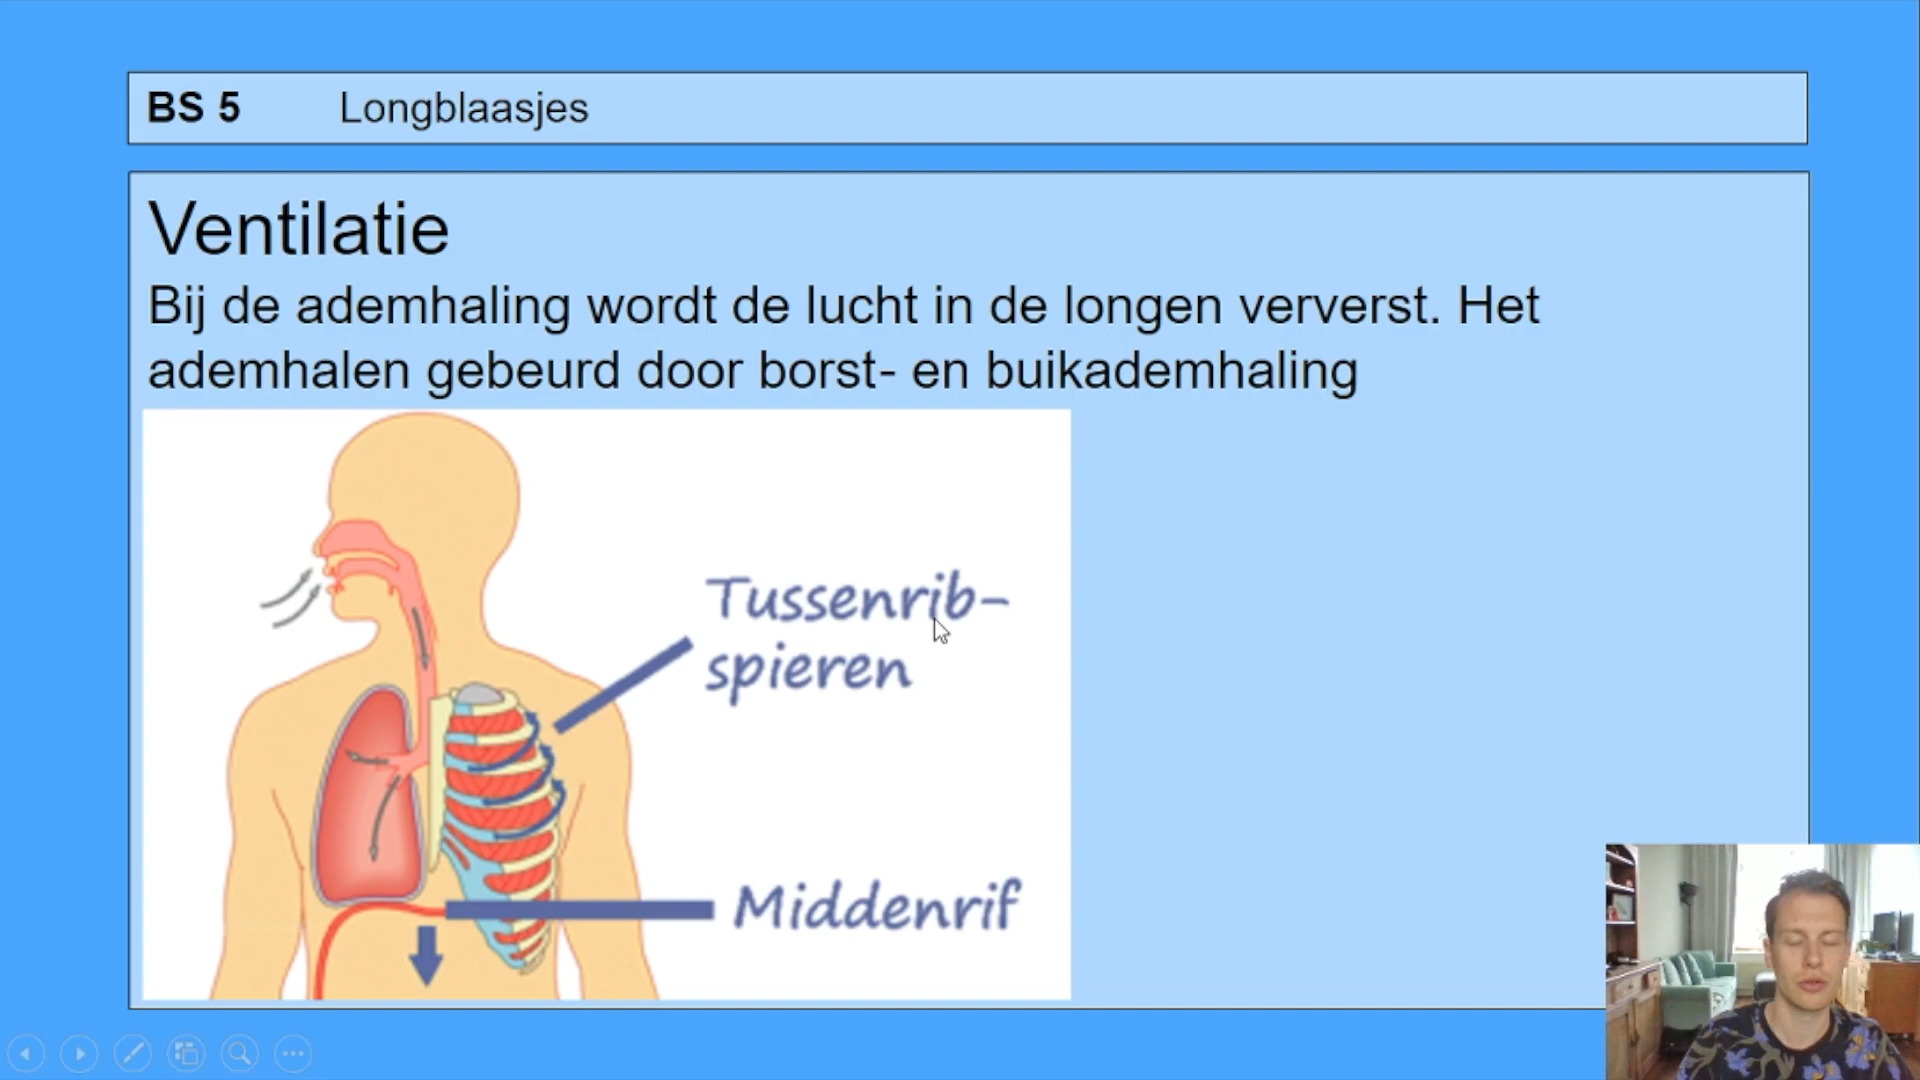 BS 5 Longblaasjes
Ventilatie
Bij de ademhaling wordt de lucht in de longen ververst. Het
ademhalen gebeurd door borst- en buikademhaling
Tussenrib-
spieren
Middenrif